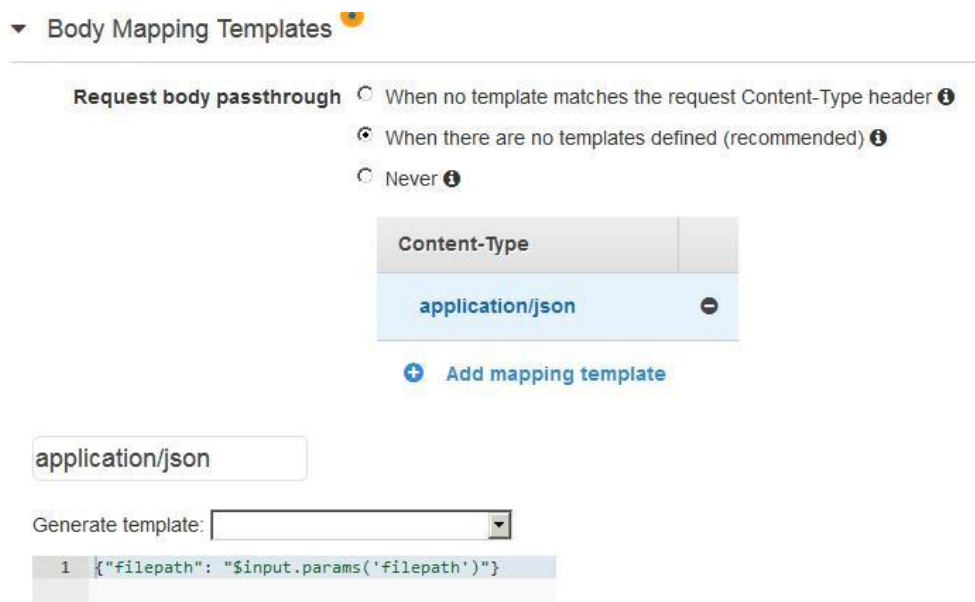 Body Mapping Templates
Request body passthrough
When no template matches the request Content-Type header
When there are no templates defined (recommended)
Never
Content-Type
application/json
Add mapping template
application/json
Generate template:
1 {"filepath": "$input.params('filepath')"}